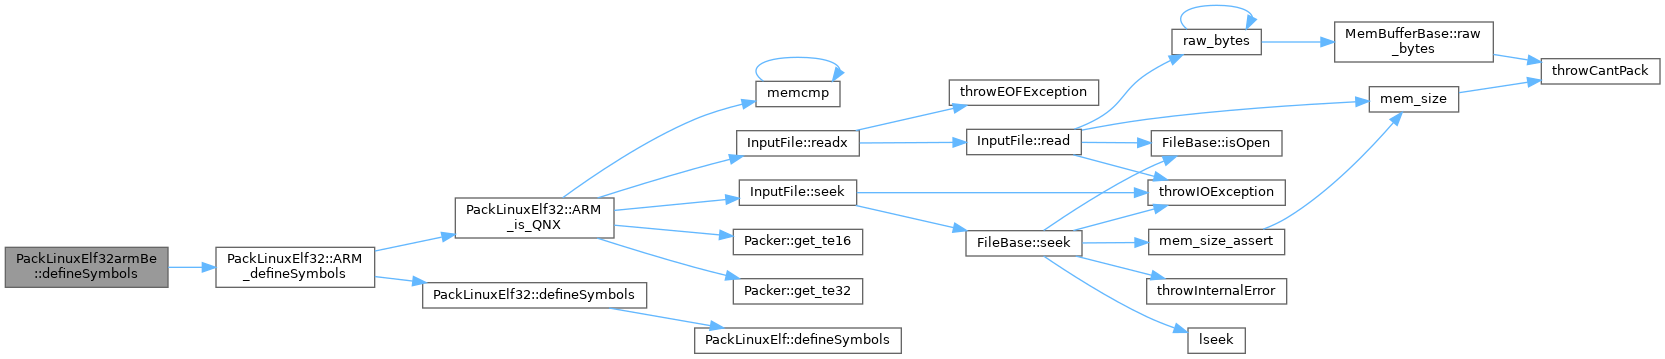 PackLinuxElf32armBe
::defineSymbols
PackLinuxElf32::ARM
_defineSymbols
PackLinuxElf32::ARM
_is_QNX
PackLinuxElf32::defineSymbols
PackLinuxElf::defineSymbols
memcmp
InputFile::readx
InputFile::seek
Packer::get_te16
Packer::get_te32
throwEOFException
InputFile::read
FileBase::seek
raw_bytes
FileBase::isOpen
throwIOException
mem_size_assert
throwInternalError
lseek
MemBufferBase::raw
_bytes
mem_size
throwCantPack